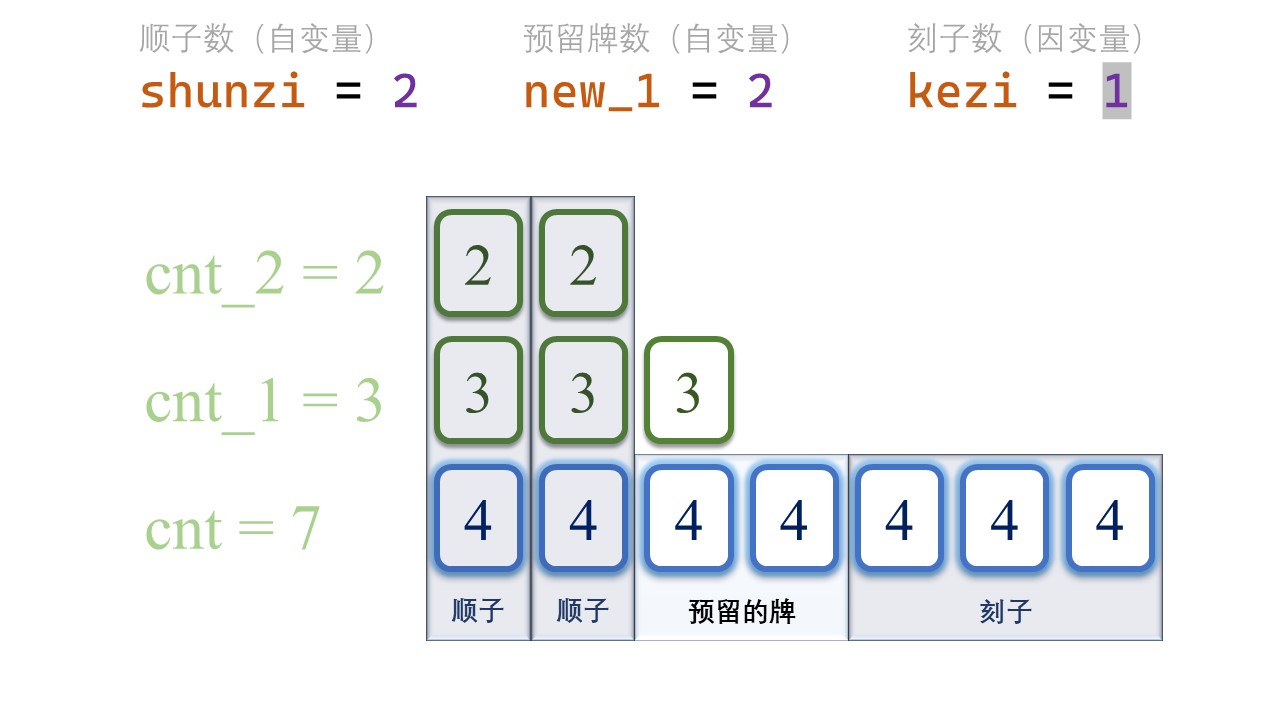 顺子数（自变量） 预留牌数（自变量） 刻子数（因变量）
shunzi = 2 new_1 = 2 kezi = 1
cnt_2 = 2 2 2
cnt_1 = 3 3 3 3
cnt = 7 4 4 4 4 4 4 4
顺子 顺子 预留的牌 刻子